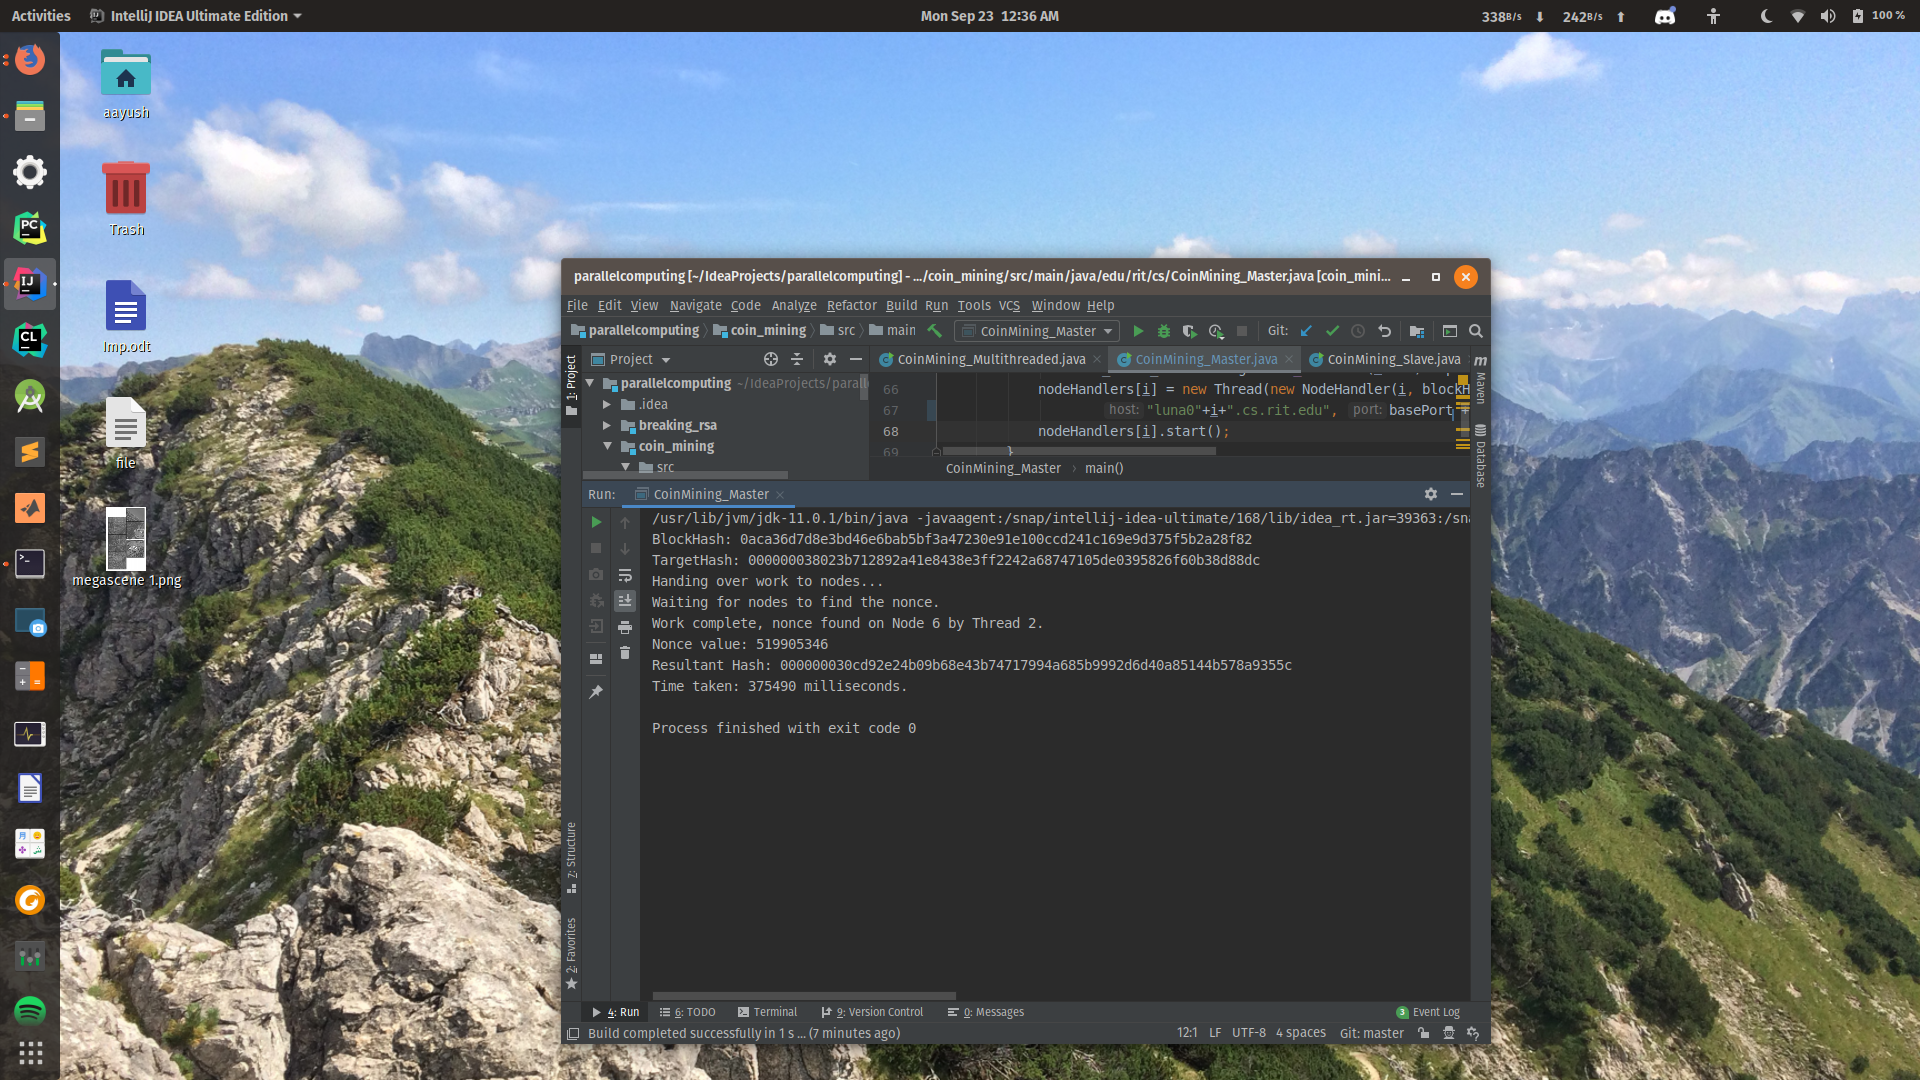 Activities IntelliJ IDEA Ultimate Edition Mon Sep 23 12:36 AM 338B/s 242B/s 100 %
aayush
Trash
Imp.odt
file
megascene 1.png
parallelcomputing [~/IdeaProjects/parallelcomputing] - .../coin_mining/src/main/java/edu/rit/cs/CoinMining_Master.java [coin_mini...
File Edit View Navigate Code Analyze Refactor Build Run Tools VCS Window Help
parallelcomputing coin_mining src main CoinMining_Master Git:
Project CoinMining_Multithreaded.java CoinMining_Master.java CoinMining_Slave.java
1: Project
Maven
Database
parallelcomputing ~/IdeaProjects/parall
.idea
breaking_rsa
coin_mining
src
66 nodeHandlers[i] = new Thread(new NodeHandler(i, blockH
67 host: "luna0"+i+".cs.rit.edu", port: basePort +
68 nodeHandlers[i].start();
69 }
CoinMining_Master › main()
Run: CoinMining_Master
/usr/lib/jvm/jdk-11.0.1/bin/java -javaagent:/snap/intellij-idea-ultimate/168/lib/idea_rt.jar=39363:/sna
BlockHash: 0aca36d7d8e3bd46e6bab5bf3a47230e91e100ccd241c169e9d375f5b2a28f82
TargetHash: 000000038023b712892a41e8438e3ff2242a68747105de0395826f60b38d88dc
Handing over work to nodes...
Waiting for nodes to find the nonce.
Work complete, nonce found on Node 6 by Thread 2.
Nonce value: 519905346
Resultant Hash: 000000030cd92e24b09b68e43b74717994a685b9992d6d40a85144b578a9355c
Time taken: 375490 milliseconds.
Process finished with exit code 0
7: Structure
2: Favorites
4: Run 6: TODO Terminal 9: Version Control 0: Messages 3 Event Log
Build completed successfully in 1 s ... (7 minutes ago) 12:1 LF UTF-8 4 spaces Git: master
PC
IJ
CL